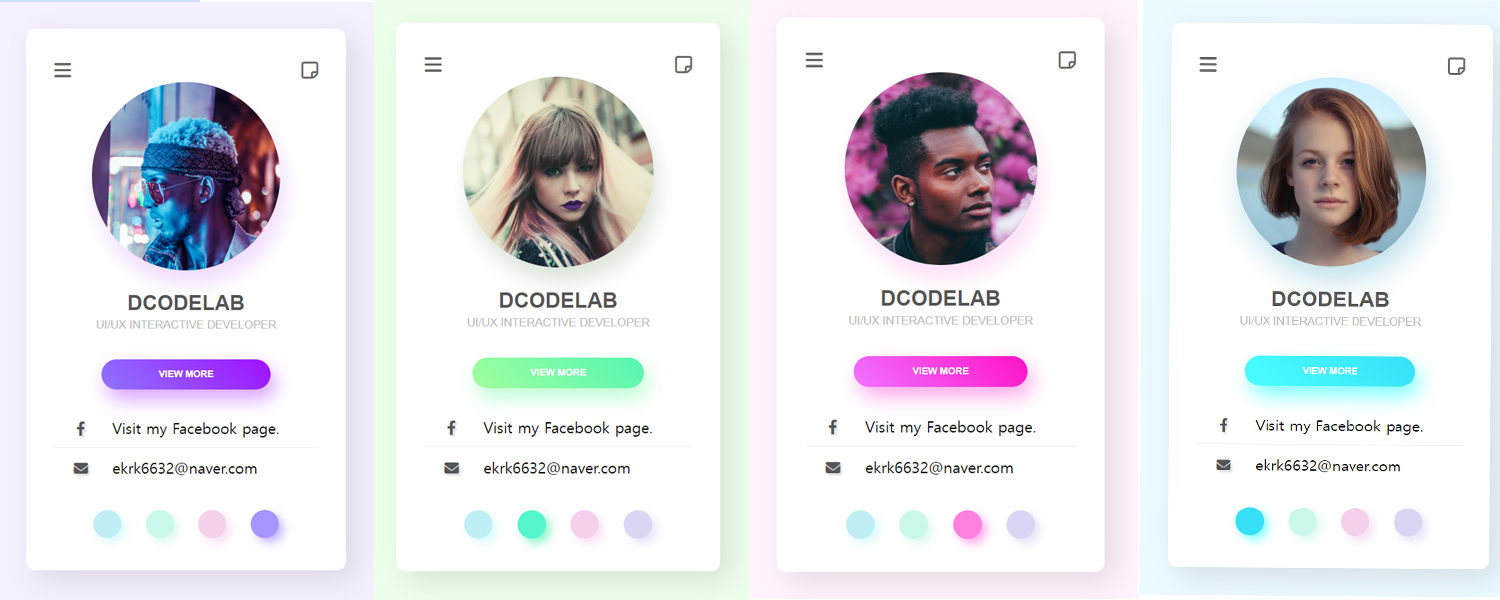 DCODELAB
UI/UX INTERACTIVE DEVELOPER
VIEW MORE
Visit my Facebook page.
ekrk6632@naver.com
DCODELAB
UI/UX INTERACTIVE DEVELOPER
VIEW MORE
Visit my Facebook page.
ekrk6632@naver.com
DCODELAB
UI/UX INTERACTIVE DEVELOPER
VIEW MORE
Visit my Facebook page.
ekrk6632@naver.com
DCODELAB
UI/UX INTERACTIVE DEVELOPER
VIEW MORE
Visit my Facebook page.
ekrk6632@naver.com